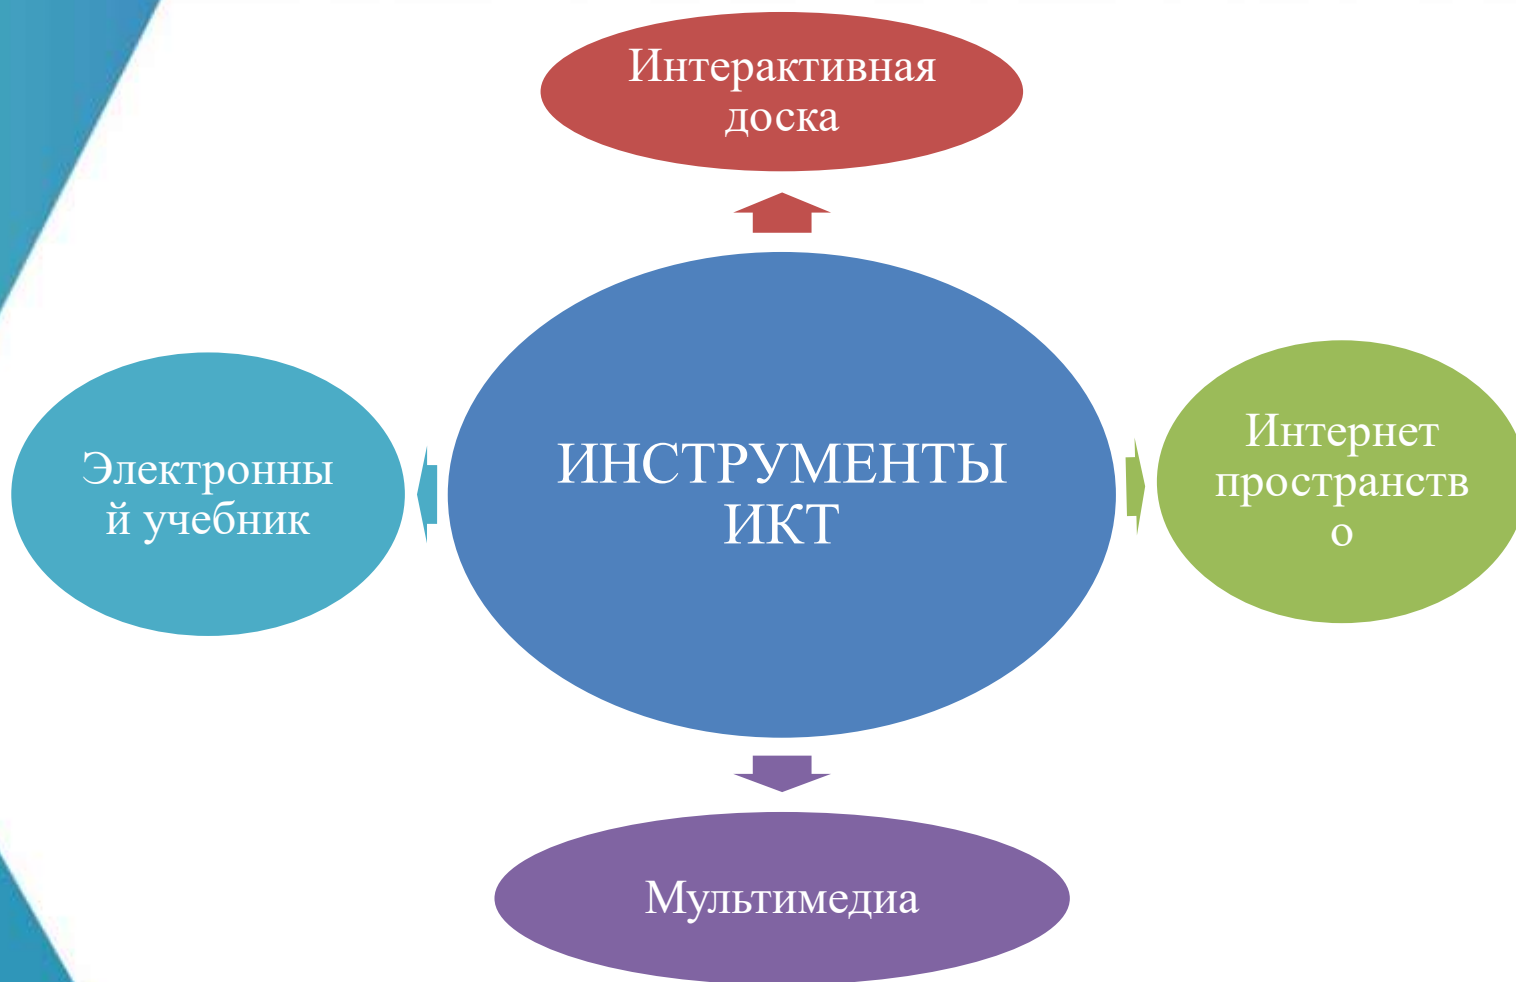 Интерактивная
доска
Электронны
й учебник
ИНСТРУМЕНТЫ
ИКТ
Интернет
пространств
о
Мультимедиа